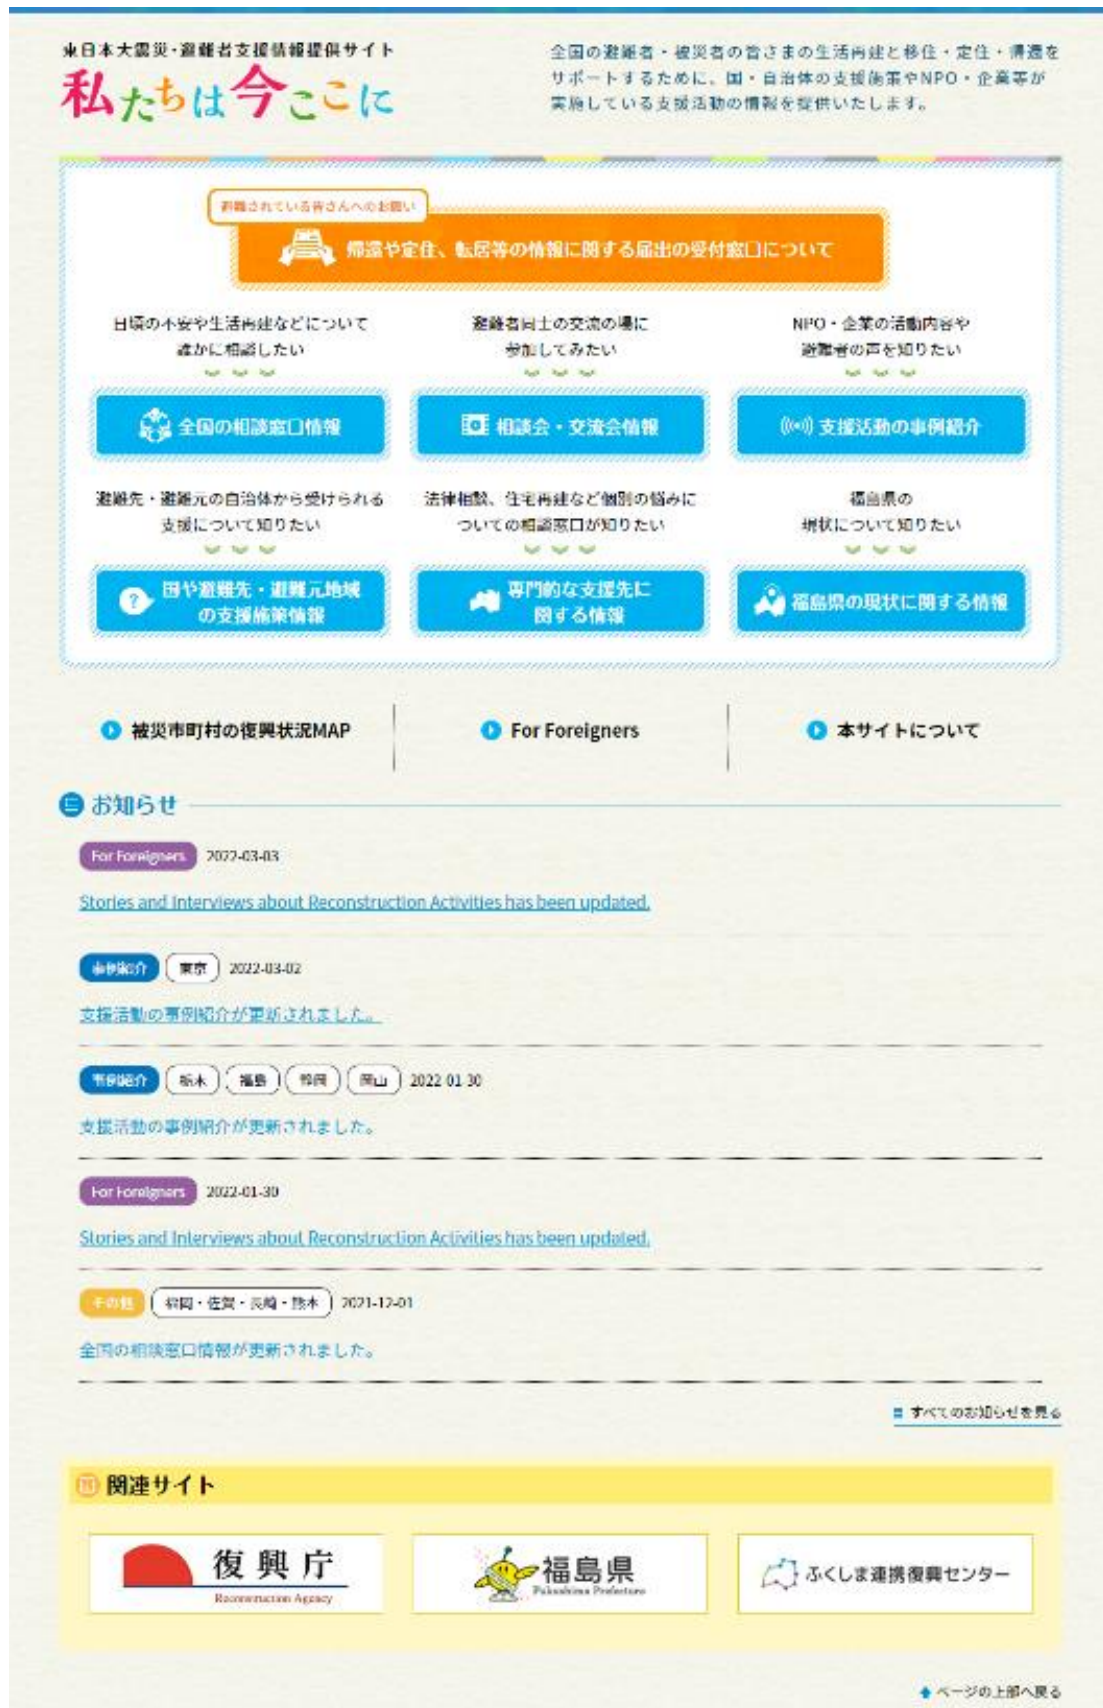 東日本大震災・避難者支援情報提供サイト
私たちは今ここに
全国の避難者・被災者の皆さまの生活再建と移住・定住・帰還を
サポートするために、国・自治体の支援施策やNPO・企業等が
実施している支援活動の情報を提供いたします。
避難されている皆さんへのお願い
帰還や定住、転居等の情報に関する届出の受付窓口について
日頃の不安や生活再建などについて
誰かに相談したい
避難者同士の交流の場に
参加してみたい
NPO・企業の活動内容や
避難者の声を知りたい
全国の相談窓口情報
相談会・交流会情報
支援活動の事例紹介
避難先・避難元の自治体から受けられる
支援について知りたい
法律相談、住宅再建など個別の悩みに
ついての相談窓口が知りたい
福島県の
現状について知りたい
国や避難先・避難元地域
の支援施策情報
専門的な支援先に
関する情報
福島県の現状に関する情報
被災市町村の復興状況MAP
For Foreigners
本サイトについて
お知らせ
For Foreigners 2022-03-03
Stories and Interviews about Reconstruction Activities has been updated.
事例紹介 東京 2022-03-02
支援活動の事例紹介が更新されました。
事例紹介 栃木 福島 静岡 岡山 2022-01-30
支援活動の事例紹介が更新されました。
For Foreigners 2022-01-30
Stories and Interviews about Reconstruction Activities has been updated.
その他 福岡・佐賀・長崎・熊本 2021-12-01
全国の相談窓口情報が更新されました。
すべてのお知らせを見る
関連サイト
復興庁
Reconstruction Agency
福島県
Fukushima Prefecture
ふくしま連携復興センター
ページの上部へ戻る